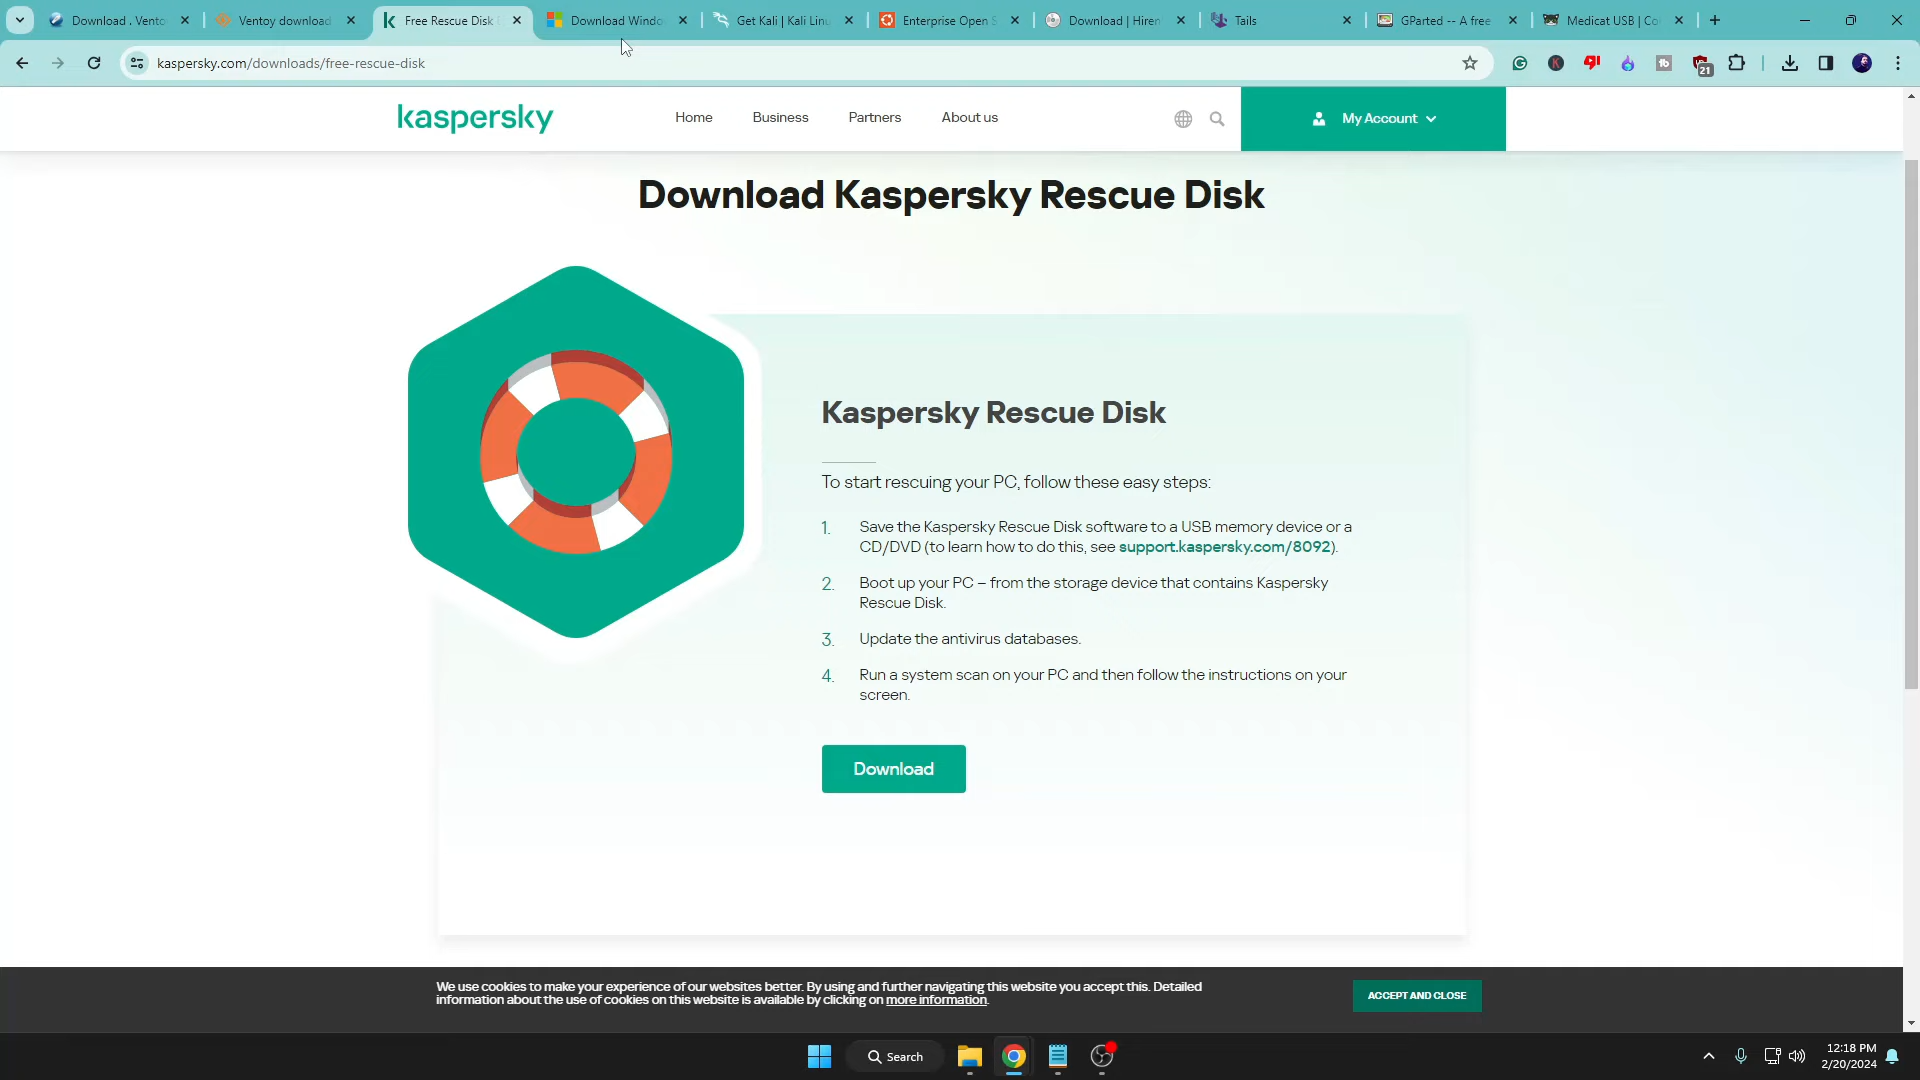 Download . Vento
Ventoy download
Free Rescue Disk
Download Windo
Get Kali | Kali Linu
Enterprise Open S
Download | Hiren
Tails
GParted -- A free
Medicat USB | Co
kaspersky.com/downloads/free-rescue-disk
21
kaspersky
Home
Business
Partners
About us
My Account
Download Kaspersky Rescue Disk
Kaspersky Rescue Disk
To start rescuing your PC, follow these easy steps:
1. Save the Kaspersky Rescue Disk software to a USB memory device or a
CD/DVD (to learn how to do this, see support.kaspersky.com/8092).
2. Boot up your PC – from the storage device that contains Kaspersky
Rescue Disk.
3. Update the antivirus databases.
4. Run a system scan on your PC and then follow the instructions on your
screen.
Download
We use cookies to make your experience of our websites better. By using and further navigating this website you accept this. Detailed
information about the use of cookies on this website is available by clicking on more information.
ACCEPT AND CLOSE
Search
12:18 PM
2/20/2024